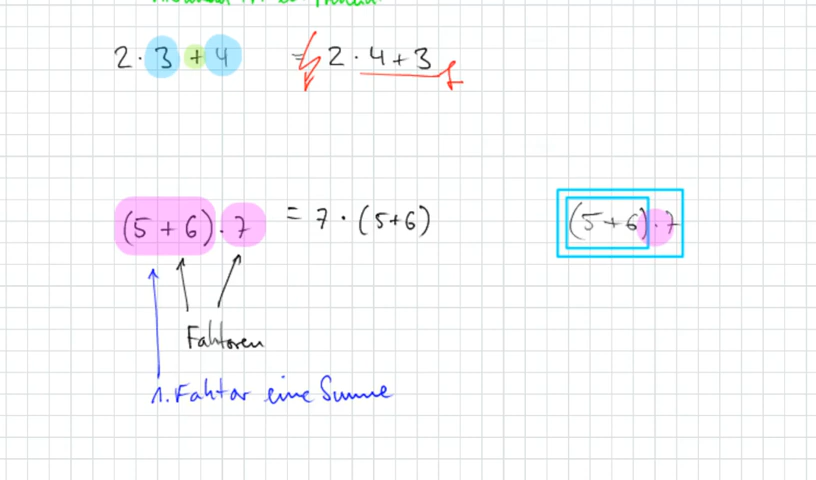 2 · 3 + 4 = 2 · 4 + 3
(5 + 6) · 7 = 7 · (5+6)
(5+6) · 7
Faktoren
1. Faktor eine Summe